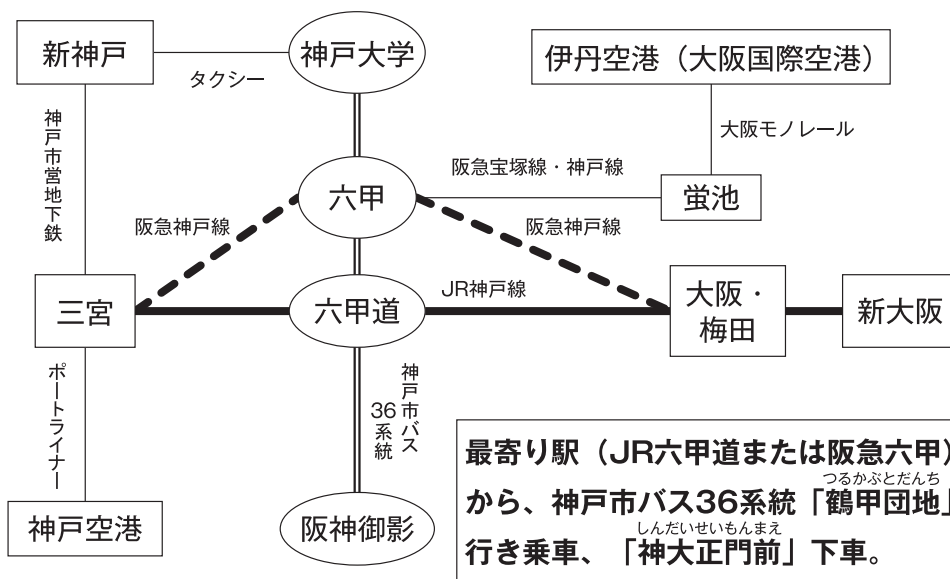 新神戸
タクシー
神戸大学
伊丹空港（大阪国際空港）
大阪モノレール
神戸市営地下鉄
阪急宝塚線・神戸線
六甲
蛍池
阪急神戸線
阪急神戸線
三宮
六甲道
JR神戸線
大阪・
梅田
新大阪
ポートライナー
神戸市バス
36系統
神戸空港
阪神御影
最寄り駅（JR六甲道または阪急六甲）
つるかぶとだんち
から、神戸市バス36系統「鶴甲団地」
しんだいせいもんまえ
行き乗車、「神大正門前」下車。